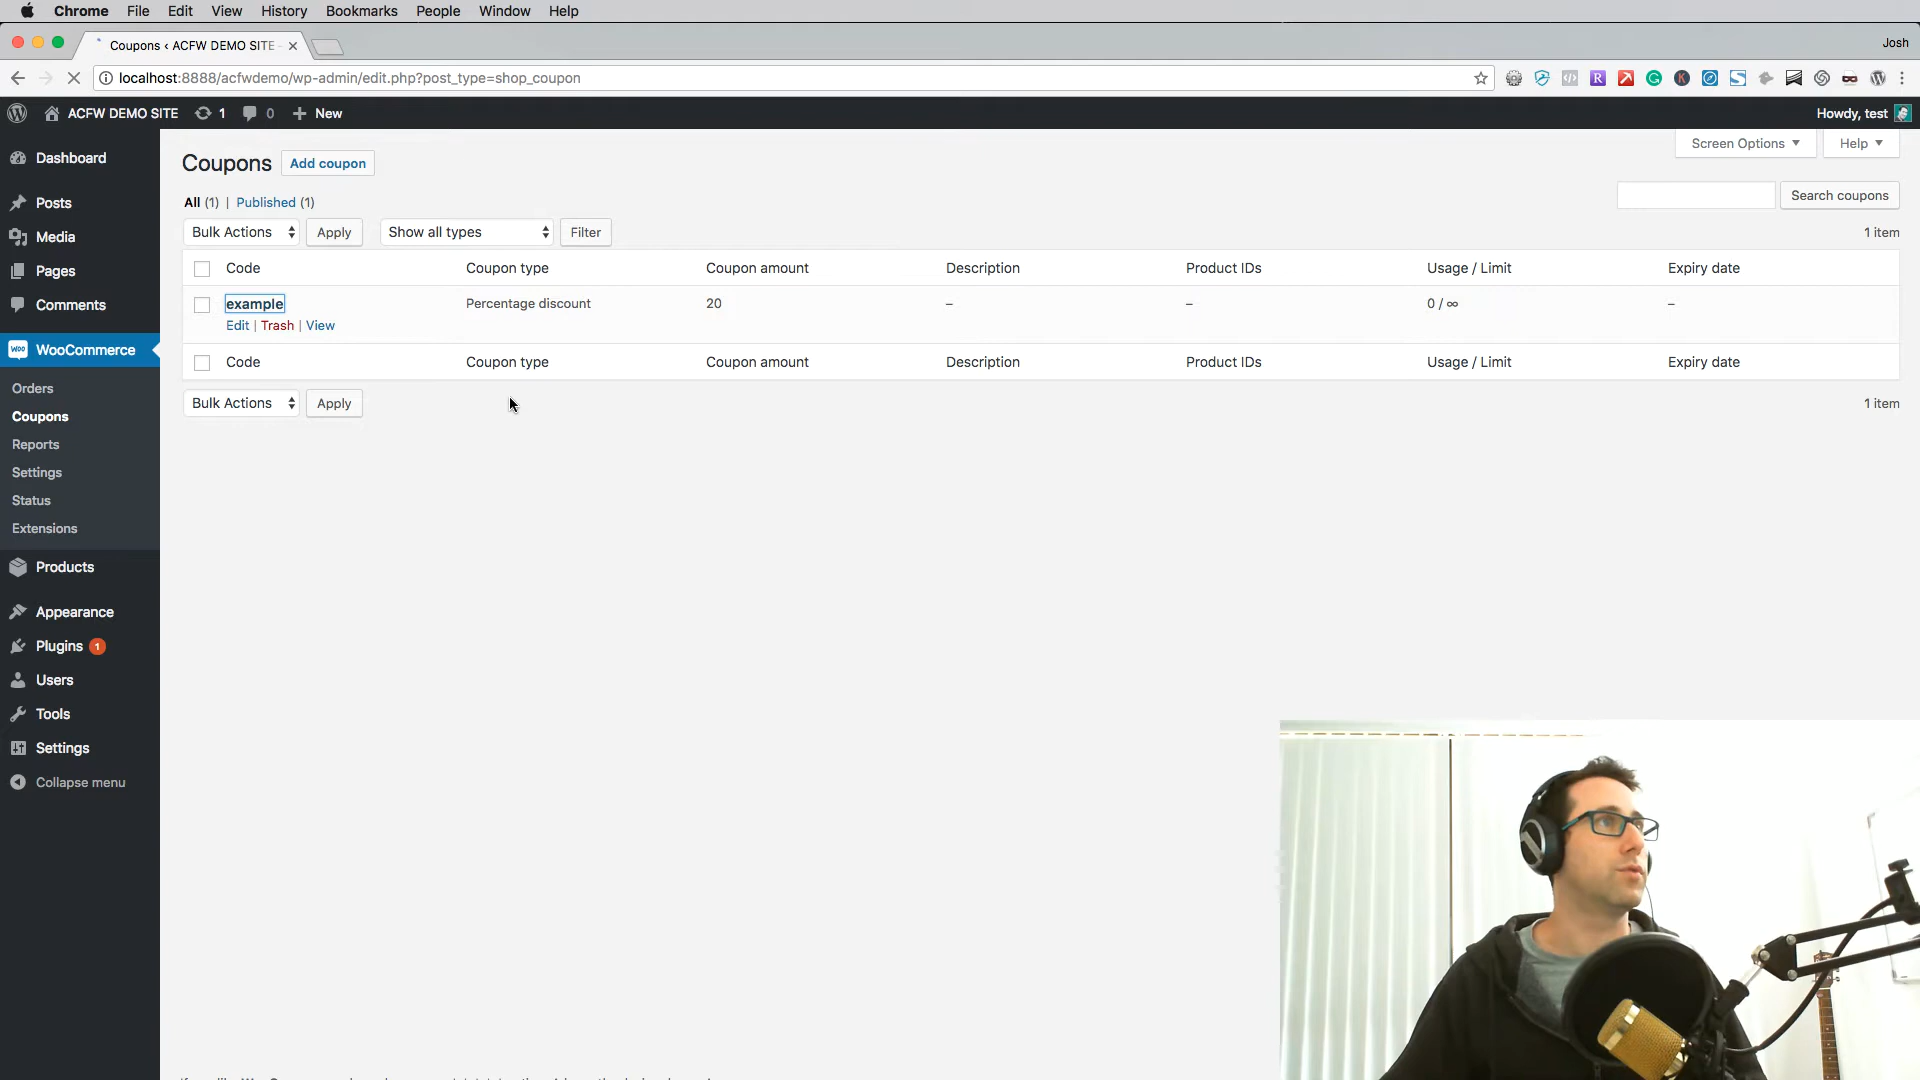 Chrome File Edit View History Bookmarks People Window Help
Coupons ‹ ACFW DEMO SITE
Josh
localhost:8888/acfwdemo/wp-admin/edit.php?post_type=shop_coupon
ACFW DEMO SITE 1 0 New Howdy, test
Screen Options Help
Coupons Add coupon
All (1) | Published (1)
Search coupons
Bulk Actions Apply Show all types Filter 1 item
Code Coupon type Coupon amount Description Product IDs Usage / Limit Expiry date
example Percentage discount 20 – – 0 / ∞ –
Edit | Trash | View
Code Coupon type Coupon amount Description Product IDs Usage / Limit Expiry date
Bulk Actions Apply 1 item
Dashboard
Posts
Media
Pages
Comments
WooCommerce
Orders
Coupons
Reports
Settings
Status
Extensions
Products
Appearance
Plugins 1
Users
Tools
Settings
Collapse menu